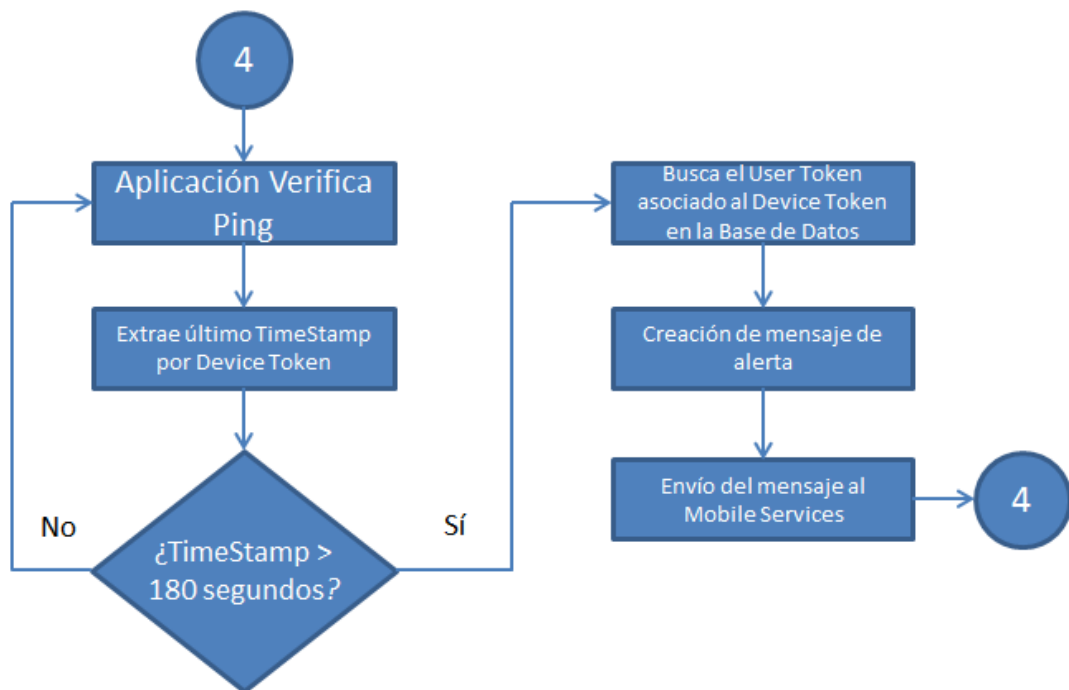 4
Aplicación Verifica
Ping
Extrae último TimeStamp
por Device Token
¿TimeStamp >
180 segundos?
No
Sí
Busca el User Token
asociado al Device Token
en la Base de Datos
Creación de mensaje de
alerta
Envío del mensaje al
Mobile Services
4